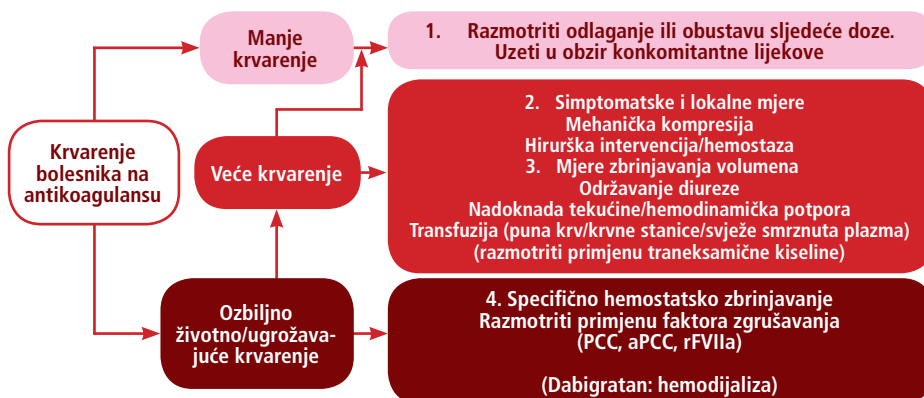 Manje
krvarenje
1. Razmotriti odlaganje ili obustavu sljedeće doze.
Uzeti u obzir konkomitantne lijekove
Krvarenje
bolesnika na
antikoagulansu
Veće krvarenje
2. Simptomatske i lokalne mjere
Mehanička kompresija
Hirurška intervencija/hemostaza
3. Mjere zbrinjavanja volumena
Održavanje diureze
Nadoknada tekućine/hemodinamička potpora
Transfuzija (puna krv/krvne stanice/svježe smrznuta plazma)
(razmotriti primjenu traneksamične kiseline)
Ozbiljno
životno/ugrožava-
juće krvarenje
4. Specifično hemostatsko zbrinjavanje
Razmotriti primjenu faktora zgrušavanja
(PCC, aPCC, rFVIIa)
(Dabigratan: hemodijaliza)